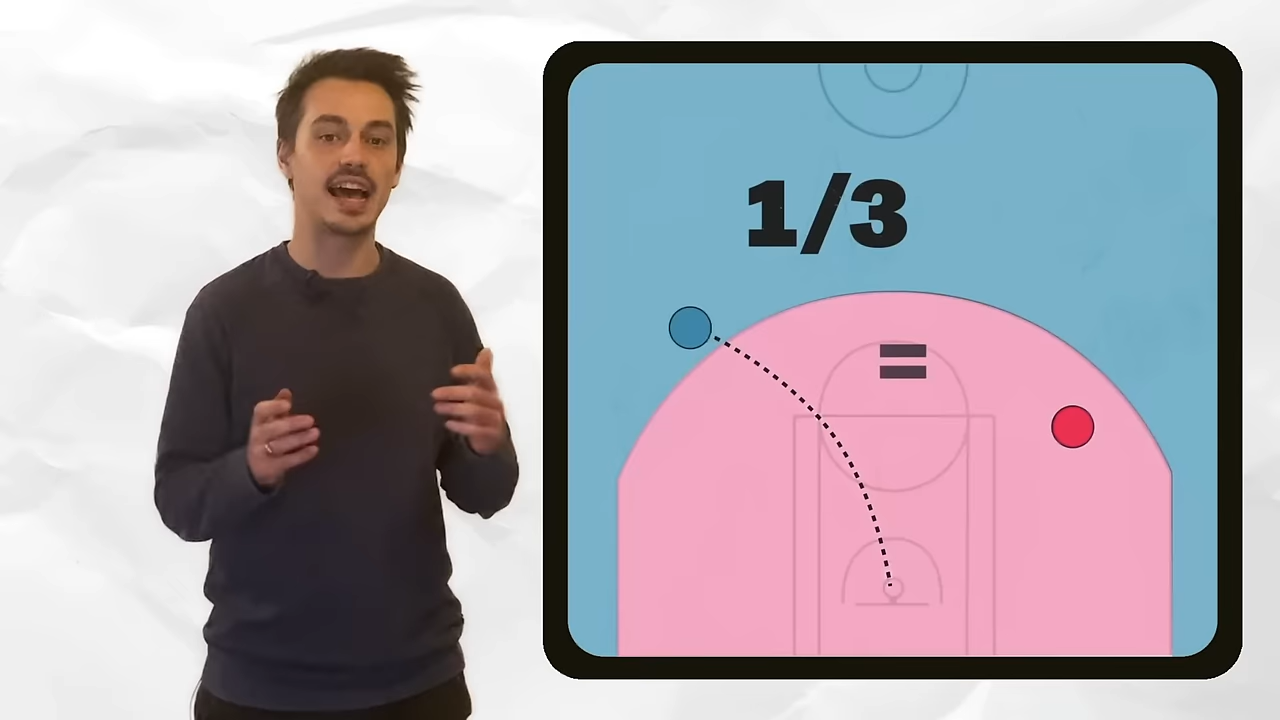 1/3
=